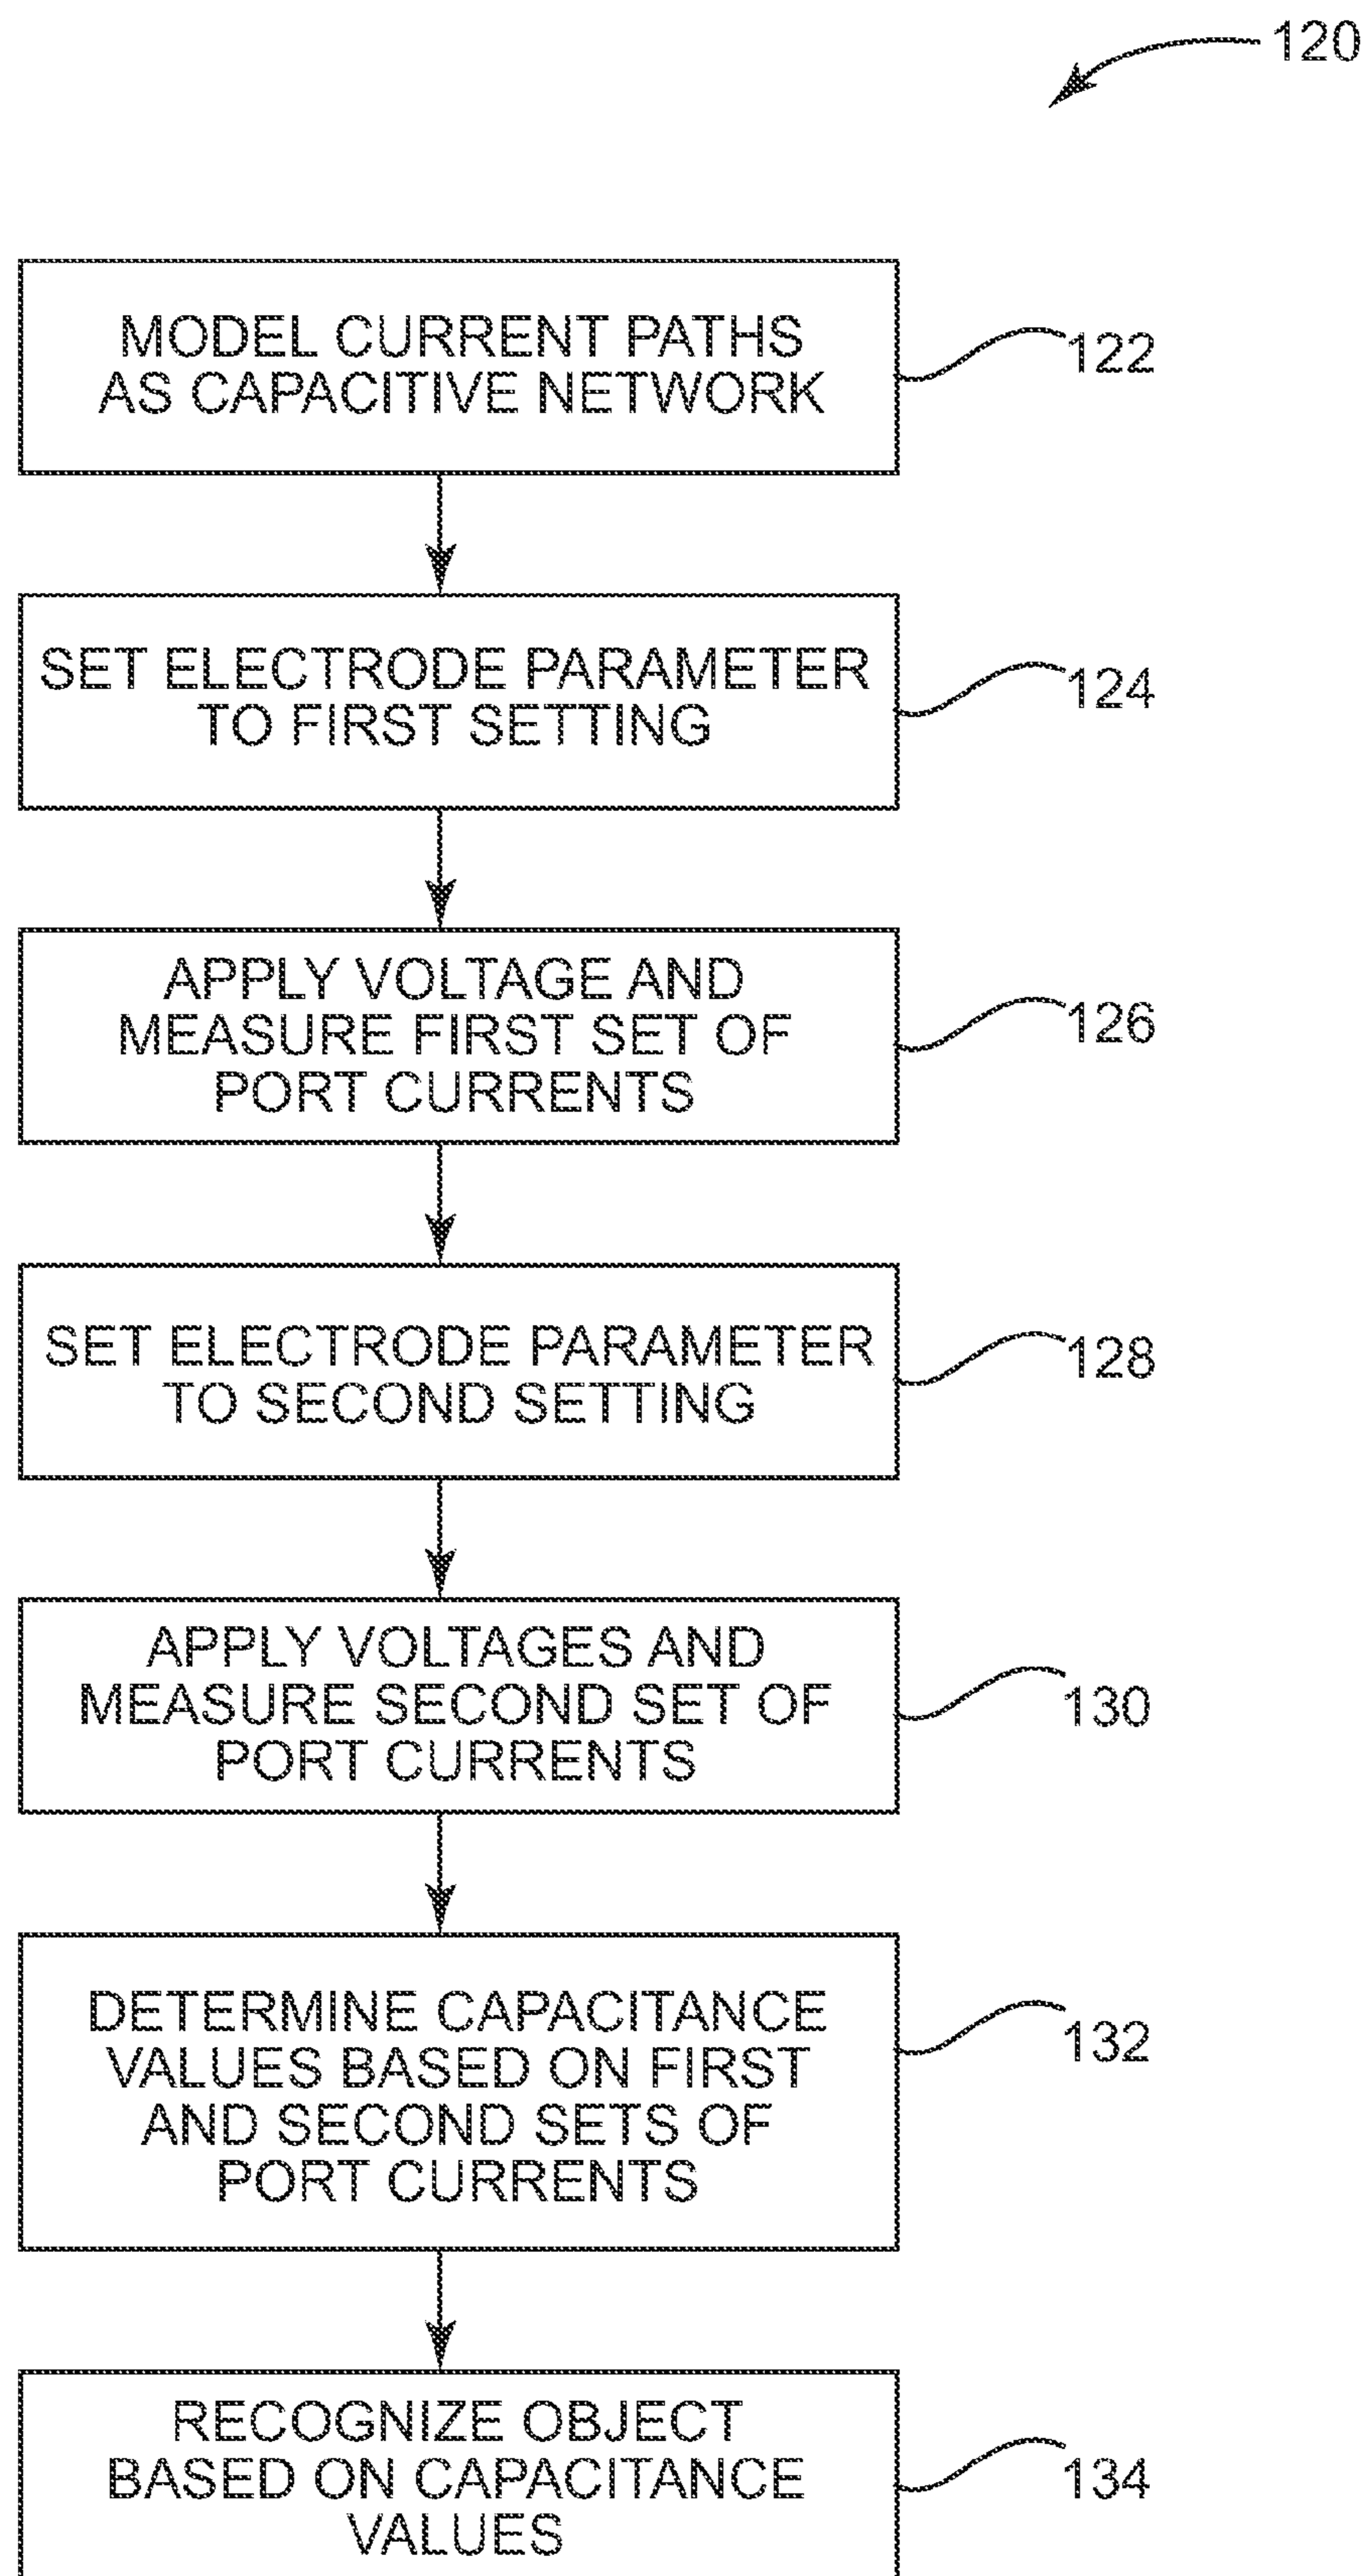 120
MODEL CURRENT PATHS
AS CAPACITIVE NETWORK
122
SET ELECTRODE PARAMETER
TO FIRST SETTING
124
APPLY VOLTAGE AND
MEASURE FIRST SET OF
PORT CURRENTS
126
SET ELECTRODE PARAMETER
TO SECOND SETTING
128
APPLY VOLTAGES AND
MEASURE SECOND SET OF
PORT CURRENTS
130
DETERMINE CAPACITANCE
VALUES BASED ON FIRST
AND SECOND SETS OF
PORT CURRENTS
132
RECOGNIZE OBJECT
BASED ON CAPACITANCE
VALUES
134